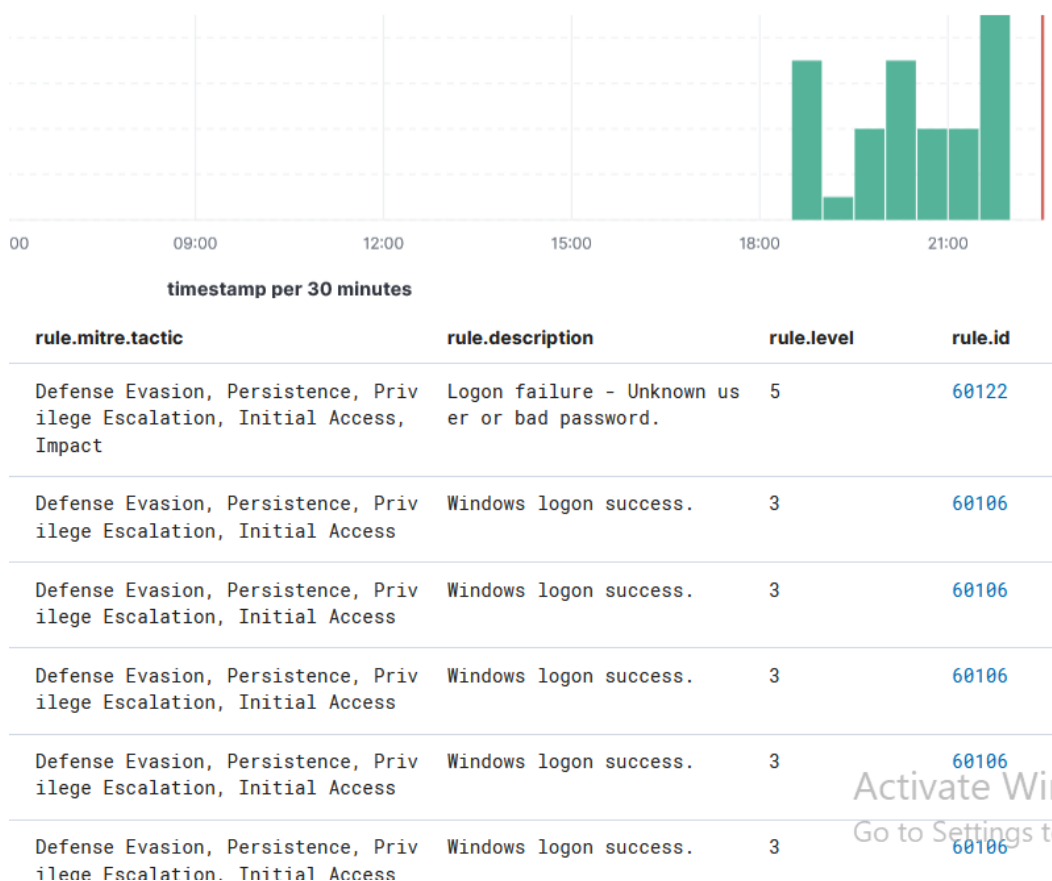 00 09:00 12:00 15:00 18:00 21:00
timestamp per 30 minutes
rule.mitre.tactic rule.description rule.level rule.id
Defense Evasion, Persistence, Priv Logon failure - Unknown us 5 60122
ilege Escalation, Initial Access, er or bad password.
Impact
Defense Evasion, Persistence, Priv Windows logon success. 3 60106
ilege Escalation, Initial Access
Defense Evasion, Persistence, Priv Windows logon success. 3 60106
ilege Escalation, Initial Access
Defense Evasion, Persistence, Priv Windows logon success. 3 60106
ilege Escalation, Initial Access
Defense Evasion, Persistence, Priv Windows logon success. 3 60106
ilege Escalation, Initial Access
Activate Wi
Go to Settings t
Defense Evasion, Persistence, Priv Windows logon success. 3 60106
ilege Escalation, Initial Access